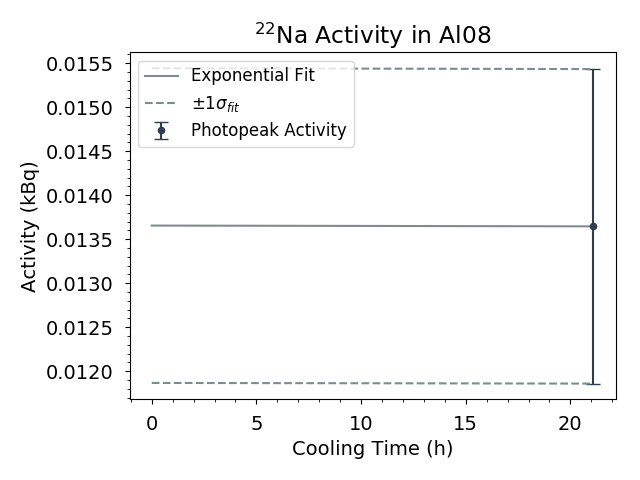 ²²Na Activity in Al08
Exponential Fit
±1σ_fit
Photopeak Activity
Activity (kBq)
0.0155
0.0150
0.0145
0.0140
0.0135
0.0130
0.0125
0.0120
0 5 10 15 20
Cooling Time (h)